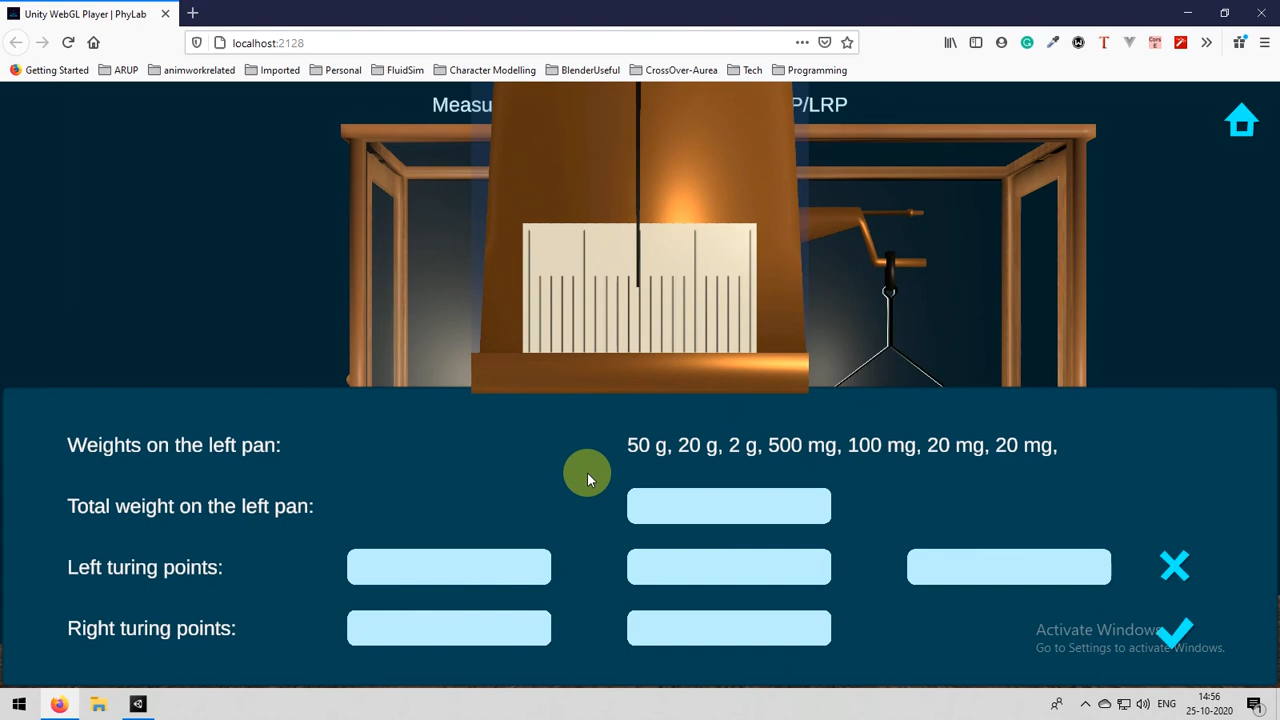 Unity WebGL Player | PhyLab
localhost:2128
Getting Started ARUP animworkrelated Imported Personal FluidSim Character Modelling BlenderUseful CrossOver-Aurea Tech Programming
Measu P/LRP
Weights on the left pan: 50 g, 20 g, 2 g, 500 mg, 100 mg, 20 mg, 20 mg,
Total weight on the left pan:
Left turing points:
Right turing points:
Activate Windows
Go to Settings to activate Windows.
14:56
ENG
25-10-2020